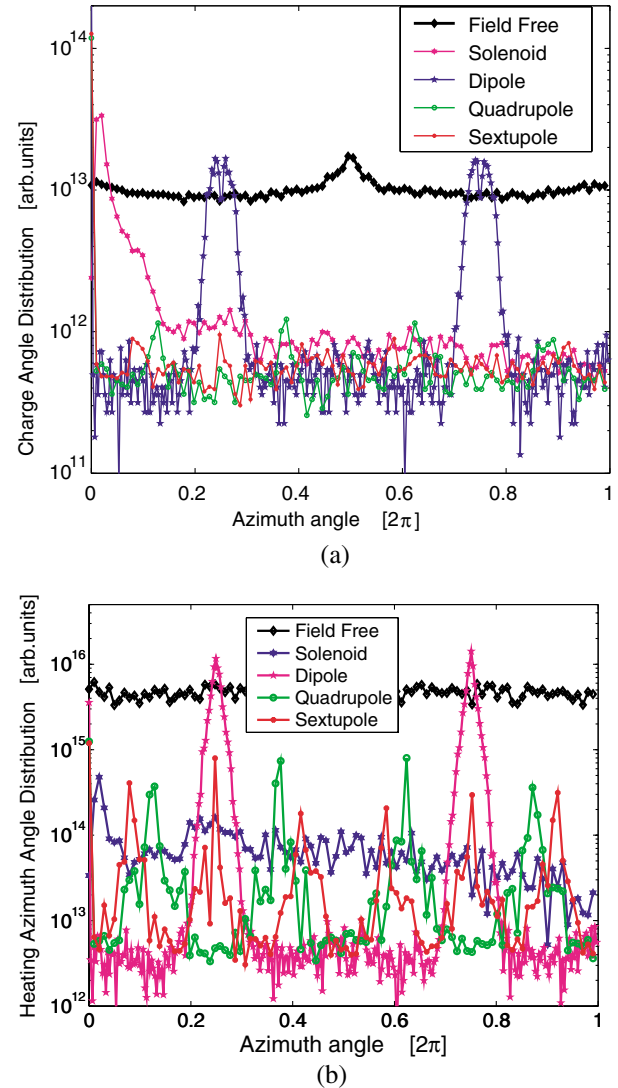 10^14
10^13
10^12
10^11
Charge Angle Distribution [arb.units]
Field Free
Solenoid
Dipole
Quadrupole
Sextupole
0 0.2 0.4 0.6 0.8 1
Azimuth angle [2π]
(a)
10^16
10^15
10^14
10^13
10^12
Heating Azimuth Angle Distribution [arb.units]
Field Free
Solenoid
Dipole
Quadrupole
Sextupole
0 0.2 0.4 0.6 0.8 1
Azimuth angle [2π]
(b)